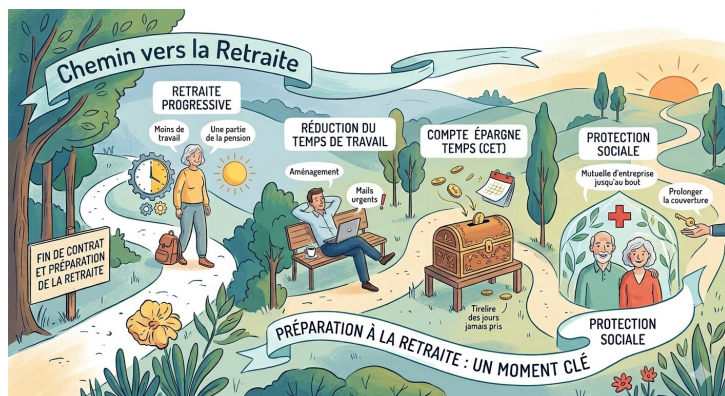 Chemin vers la Retraite
RETRAITE
PROGRESSIVE
Moins de
travail
Une partie
de la pension
RÉDUCTION DU
TEMPS DE TRAVAIL
Aménagement
Mails
urgents !
COMPTE ÉPARGNE
TEMPS (CET)
Tirelire
des jours
jamais pris
PROTECTION
SOCIALE
Mutuelle d'entreprise
jusqu'au bout
Prolonger
la couverture
FIN DE CONTRAT
ET PRÉPARATION
DE LA RETRAITE
PROTECTION
SOCIALE
PRÉPARATION À LA RETRAITE : UN MOMENT CLÉ